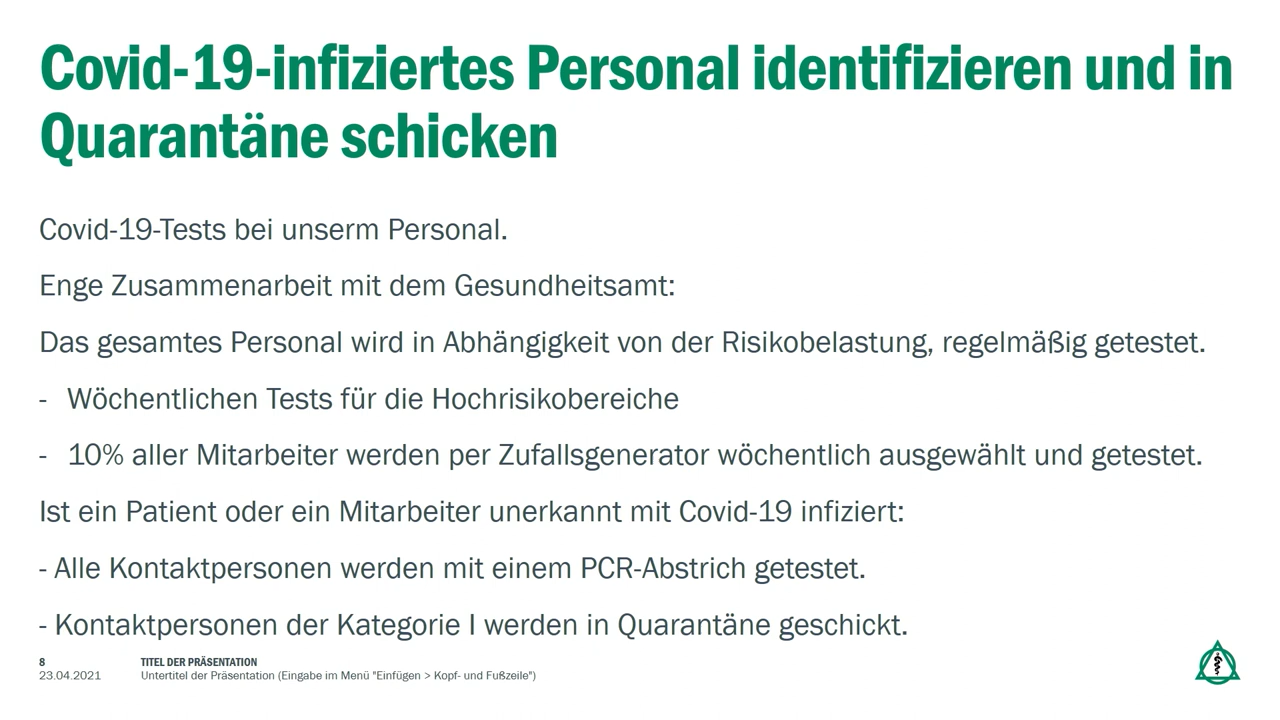 Covid-19-infiziertes Personal identifizieren und in
Quarantäne schicken
Covid-19-Tests bei unserm Personal.
Enge Zusammenarbeit mit dem Gesundheitsamt:
Das gesamtes Personal wird in Abhängigkeit von der Risikobelastung, regelmäßig getestet.
- Wöchentlichen Tests für die Hochrisikobereiche
- 10% aller Mitarbeiter werden per Zufallsgenerator wöchentlich ausgewählt und getestet.
Ist ein Patient oder ein Mitarbeiter unerkannt mit Covid-19 infiziert:
- Alle Kontaktpersonen werden mit einem PCR-Abstrich getestet.
- Kontaktpersonen der Kategorie I werden in Quarantäne geschickt.
8 TITEL DER PRÄSENTATION
23.04.2021 Untertitel der Präsentation (Eingabe im Menü "Einfügen > Kopf- und Fußzeile")